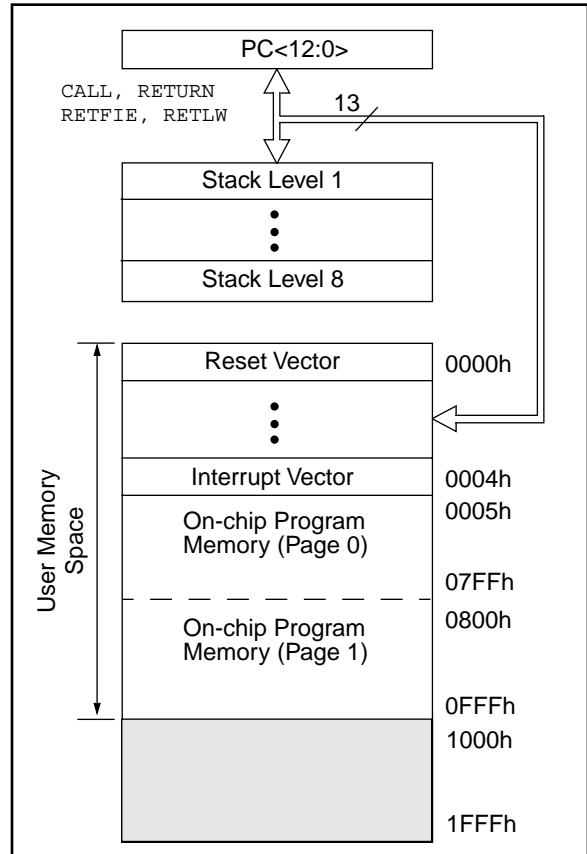 PC<12:0>
CALL, RETURN
RETFIE, RETLW
13
Stack Level 1
Stack Level 8
Reset Vector
0000h
Interrupt Vector
0004h
0005h
On-chip Program
Memory (Page 0)
07FFh
0800h
On-chip Program
Memory (Page 1)
0FFFh
1000h
1FFFh
User Memory
Space